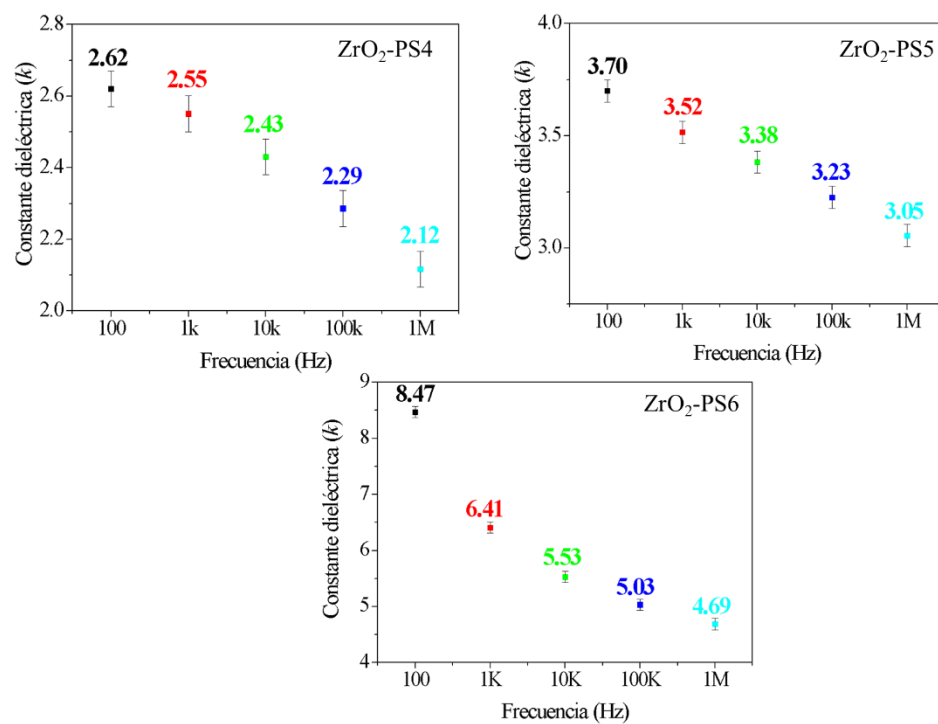 ZrO₂-PS4
Constante dieléctrica (k)
2.8
2.6
2.4
2.2
2.0
2.62
2.55
2.43
2.29
2.12
100 1k 10k 100k 1M
Frecuencia (Hz)
ZrO₂-PS5
Constante dieléctrica (k)
4.0
3.5
3.0
3.70
3.52
3.38
3.23
3.05
100 1k 10k 100k 1M
Frecuencia (Hz)
ZrO₂-PS6
Constante dieléctrica (k)
9
8
7
6
5
4
8.47
6.41
5.53
5.03
4.69
100 1K 10K 100K 1M
Frecuencia (Hz)